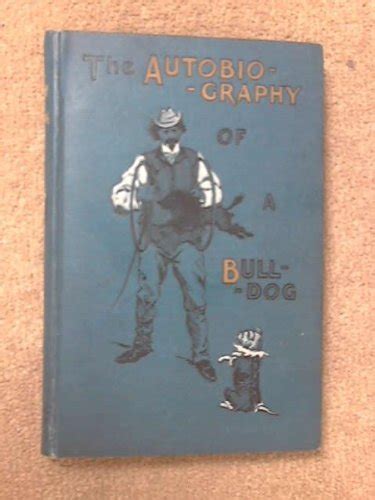 The AUTOBIO-
-GRAPHY
OF
A
BULL-
-DOG